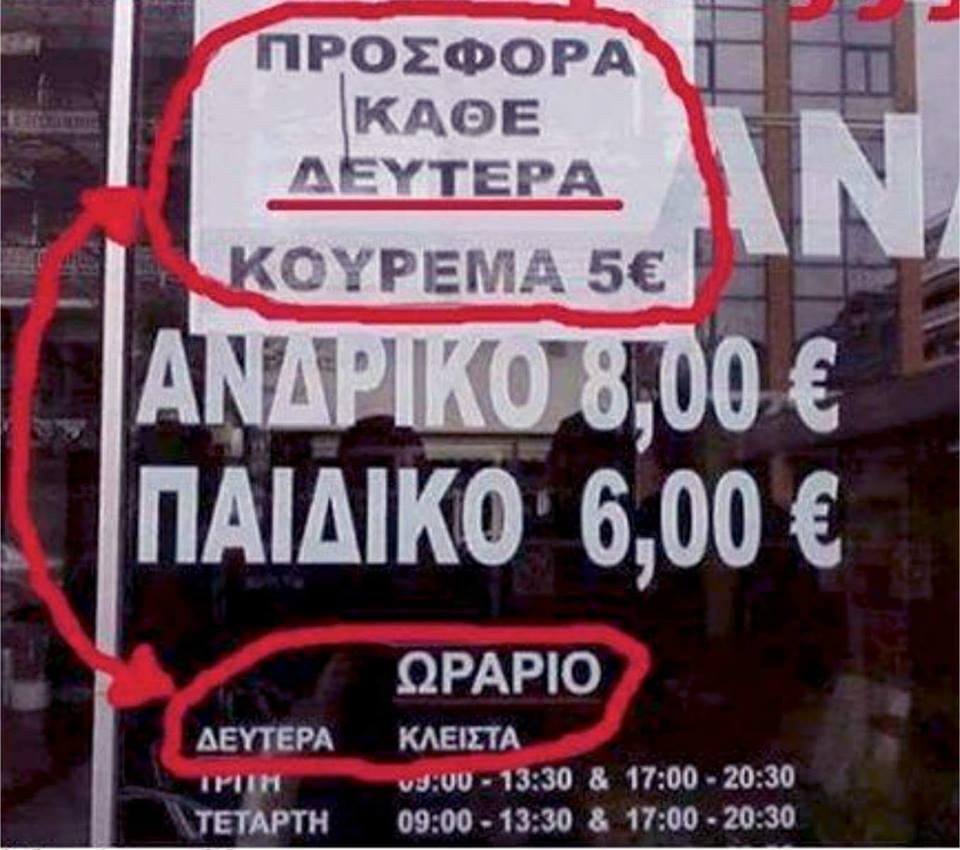 ΠΡΟΣΦΟΡΑ
ΚΑΘΕ
ΔΕΥΤΕΡΑ
ΚΟΥΡΕΜΑ 5€
ΑΝΔΡΙΚΟ 8,00 €
ΠΑΙΔΙΚΟ 6,00 €
ΩΡΑΡΙΟ
ΔΕΥΤΕΡΑ ΚΛΕΙΣΤΑ
ΤΡΙΤΗ 09:00 - 13:30 & 17:00 - 20:30
ΤΕΤΑΡΤΗ 09:00 - 13:30 & 17:00 - 20:30